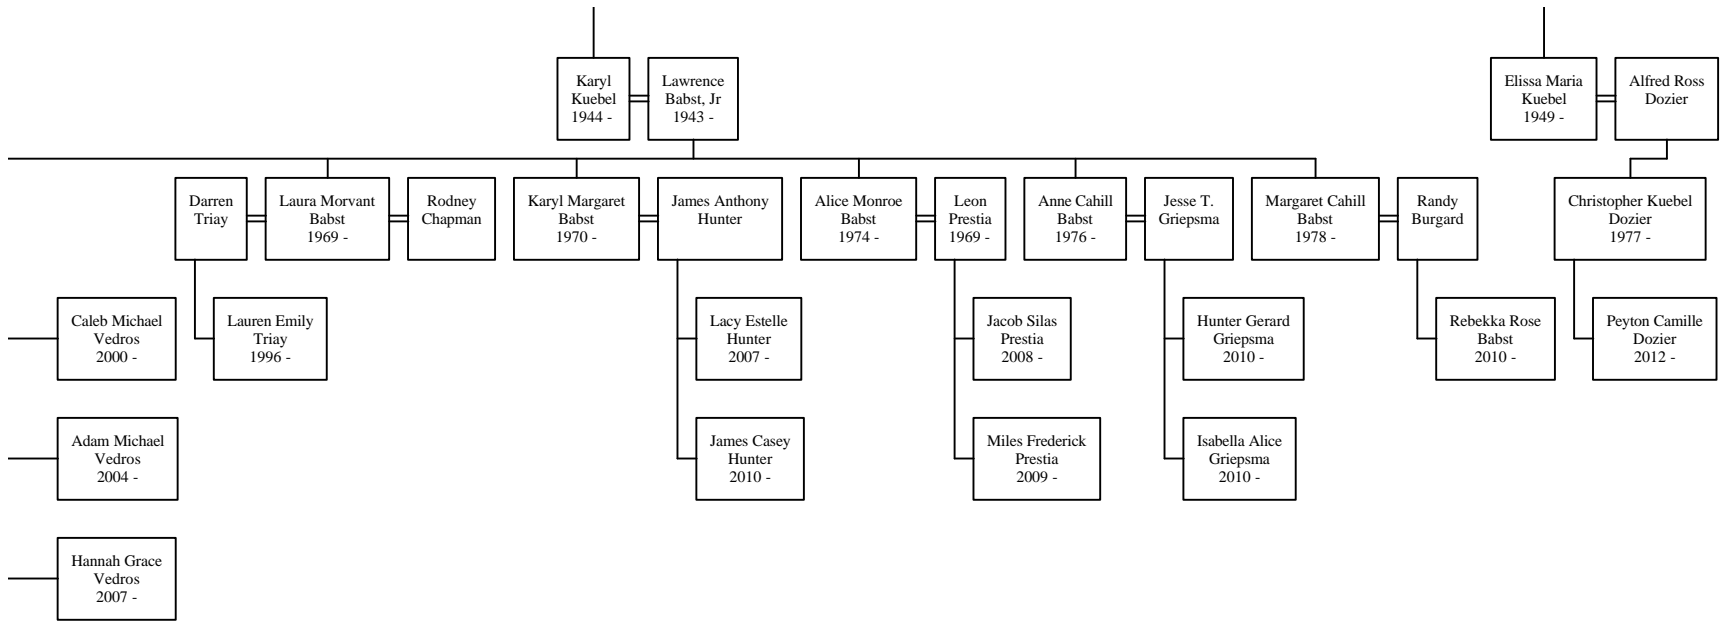 Karyl
Kuebel
1944 -
Lawrence
Babst, Jr
1943 -
Elissa Maria
Kuebel
1949 -
Alfred Ross
Dozier
Darren
Triay
Laura Morvant
Babst
1969 -
Rodney
Chapman
Karyl Margaret
Babst
1970 -
James Anthony
Hunter
Alice Monroe
Babst
1974 -
Leon
Prestia
1969 -
Anne Cahill
Babst
1976 -
Jesse T.
Griepsma
Margaret Cahill
Babst
1978 -
Randy
Burgard
Christopher Kuebel
Dozier
1977 -
Caleb Michael
Vedros
2000 -
Lauren Emily
Triay
1996 -
Lacy Estelle
Hunter
2007 -
Jacob Silas
Prestia
2008 -
Hunter Gerard
Griepsma
2010 -
Rebekka Rose
Babst
2010 -
Peyton Camille
Dozier
2012 -
Adam Michael
Vedros
2004 -
James Casey
Hunter
2010 -
Miles Frederick
Prestia
2009 -
Isabella Alice
Griepsma
2010 -
Hannah Grace
Vedros
2007 -